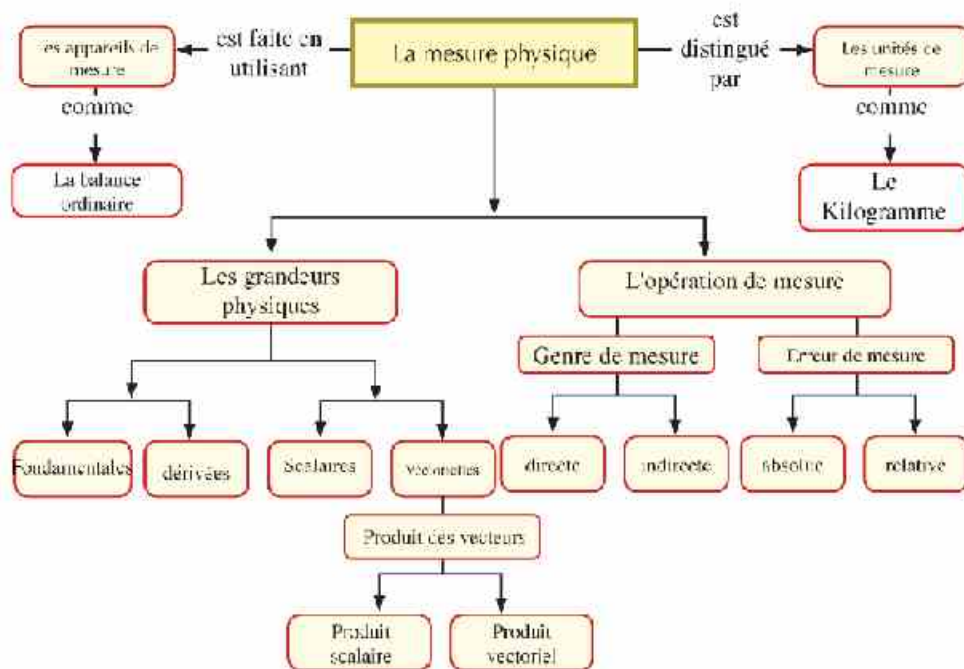 Les appareils de
mesure
est faite en
utilisant
La mesure physique
est
distingué
par
Les unités de
mesure
comme
comme
La balance
ordinaire
Le
Kilogramme
Les grandeurs
physiques
L'opération de mesure
Genre de mesure
Erreur de mesure
Fondamentales
dérivées
Scalaires
vectorielles
directe
indirecte
absolue
relative
Produit des vecteurs
Produit
scalaire
Produit
vectoriel